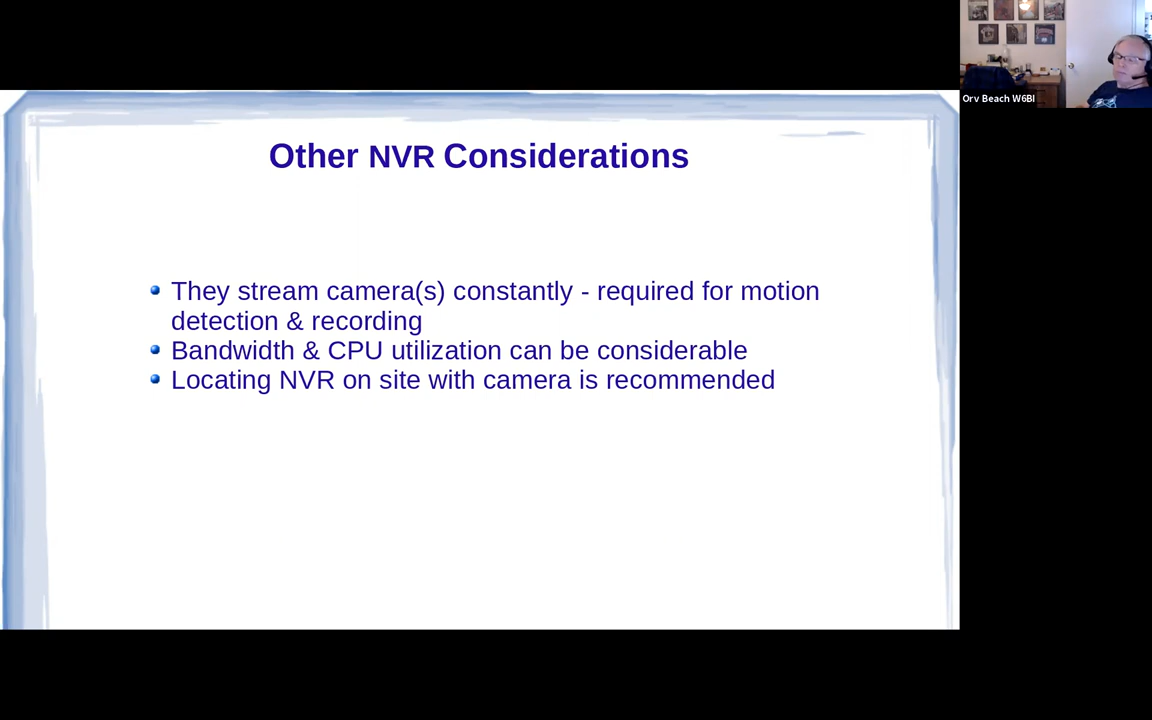 Other NVR Considerations
They stream camera(s) constantly - required for motion
detection & recording
Bandwidth & CPU utilization can be considerable
Locating NVR on site with camera is recommended
Orv Beach W6BI